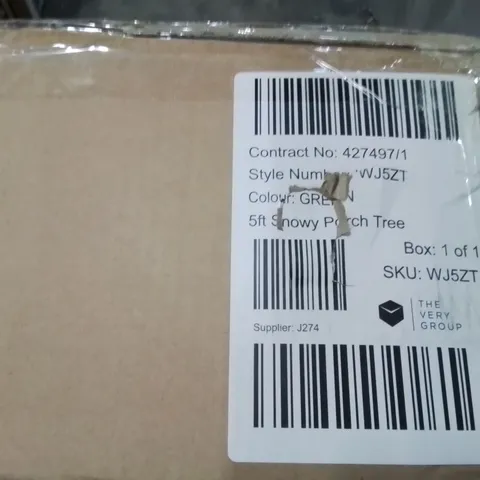 Contract No: 427497/1
Style Number: WJ5ZT
Colour: GREEN
5ft Snowy Porch Tree
Box: 1 of 1
SKU: WJ5ZT
THE
VERY
GROUP
Supplier: J274